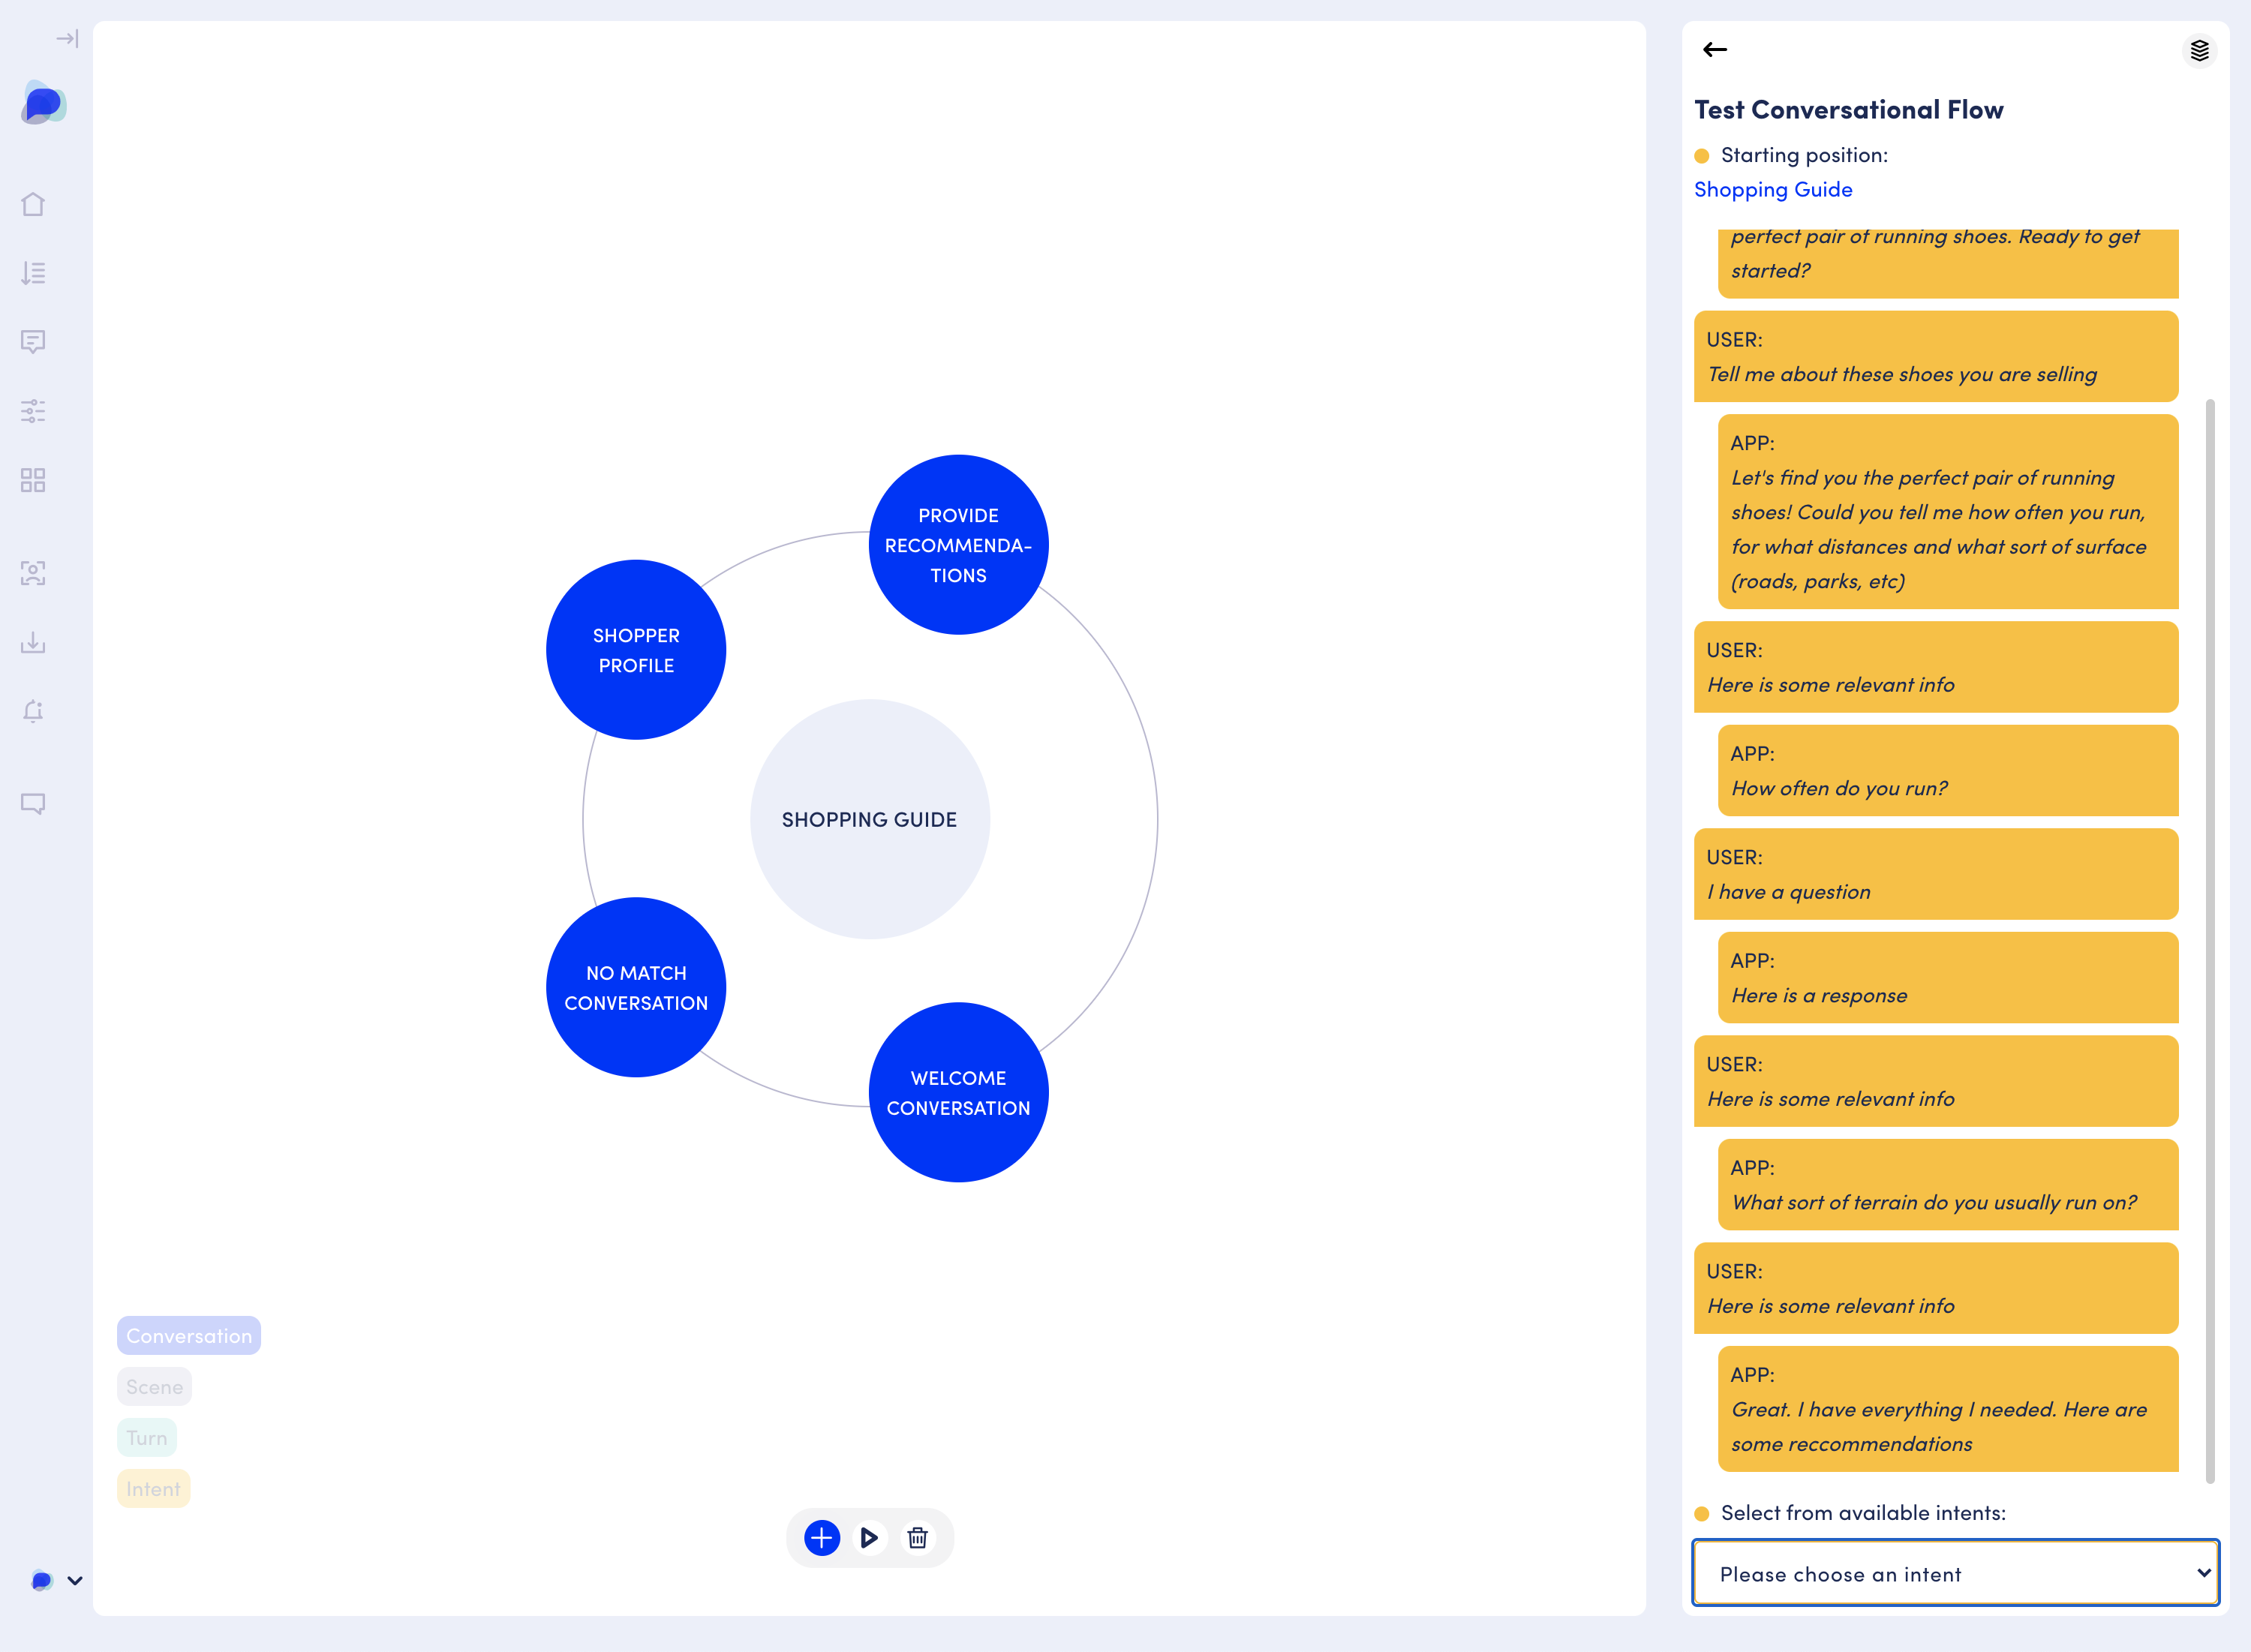 PROVIDE
RECOMMENDA-
TIONS
SHOPPER
PROFILE
SHOPPING GUIDE
NO MATCH
CONVERSATION
WELCOME
CONVERSATION
Conversation
Scene
Turn
Intent
Test Conversational Flow
Starting position:
Shopping Guide
perfect pair of running shoes. Ready to get
started?
USER:
Tell me about these shoes you are selling
APP:
Let's find you the perfect pair of running
shoes! Could you tell me how often you run,
for what distances and what sort of surface
(roads, parks, etc)
USER:
Here is some relevant info
APP:
How often do you run?
USER:
I have a question
APP:
Here is a response
USER:
Here is some relevant info
APP:
What sort of terrain do you usually run on?
USER:
Here is some relevant info
APP:
Great. I have everything I needed. Here are
some reccommendations
Select from available intents:
Please choose an intent